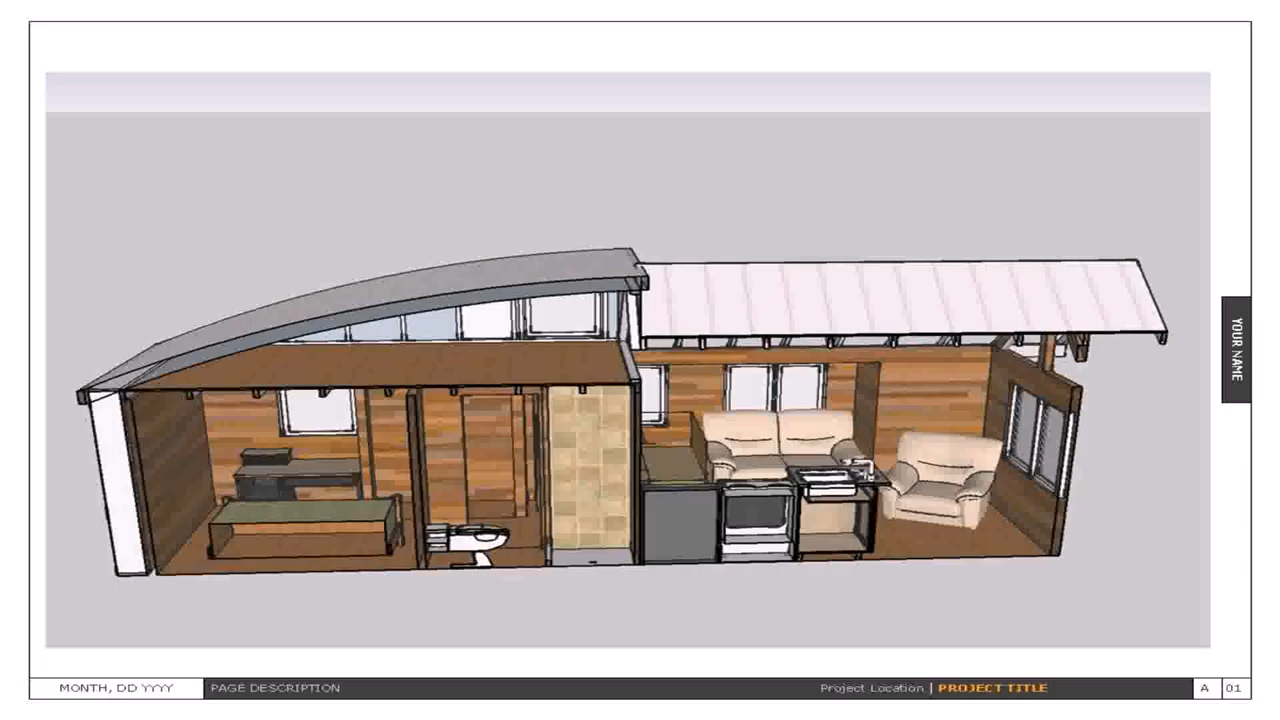 YOUR NAME
MONTH, DD YYYY
PAGE DESCRIPTION
Project Location | PROJECT TITLE
A
01